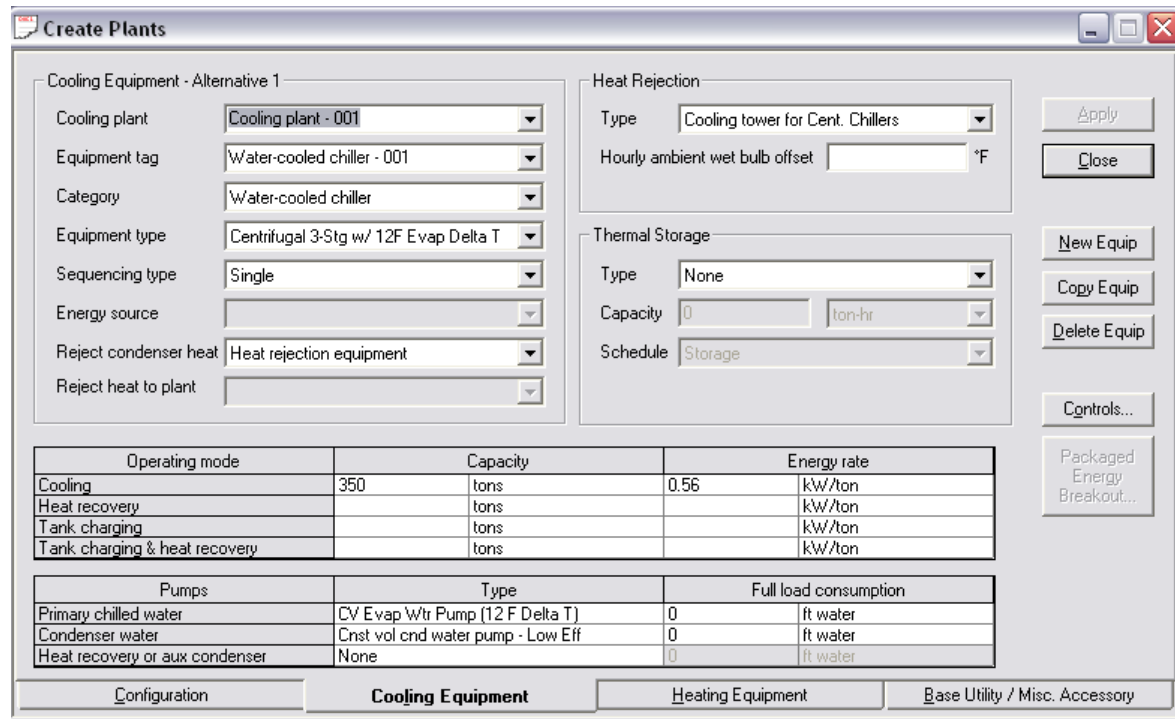 Create Plants
Cooling Equipment - Alternative 1
Cooling plant Cooling plant - 001
Equipment tag Water-cooled chiller - 001
Category Water-cooled chiller
Equipment type Centrifugal 3-Stg w/ 12F Evap Delta T
Sequencing type Single
Energy source
Reject condenser heat Heat rejection equipment
Reject heat to plant
Heat Rejection
Type Cooling tower for Cent. Chillers
Hourly ambient wet bulb offset °F
Thermal Storage
Type None
Capacity 0 ton-hr
Schedule Storage
Apply
Close
New Equip
Copy Equip
Delete Equip
Controls...
Packaged
Energy
Breakout...
Operating mode Capacity Energy rate
Cooling 350 tons 0.56 kW/ton
Heat recovery tons kW/ton
Tank charging tons kW/ton
Tank charging & heat recovery tons kW/ton
Pumps Type Full load consumption
Primary chilled water CV Evap Wtr Pump (12 F Delta T) 0 ft water
Condenser water Cnst vol cnd water pump - Low Eff 0 ft water
Heat recovery or aux condenser None 0 ft water
Configuration Cooling Equipment Heating Equipment Base Utility / Misc. Accessory